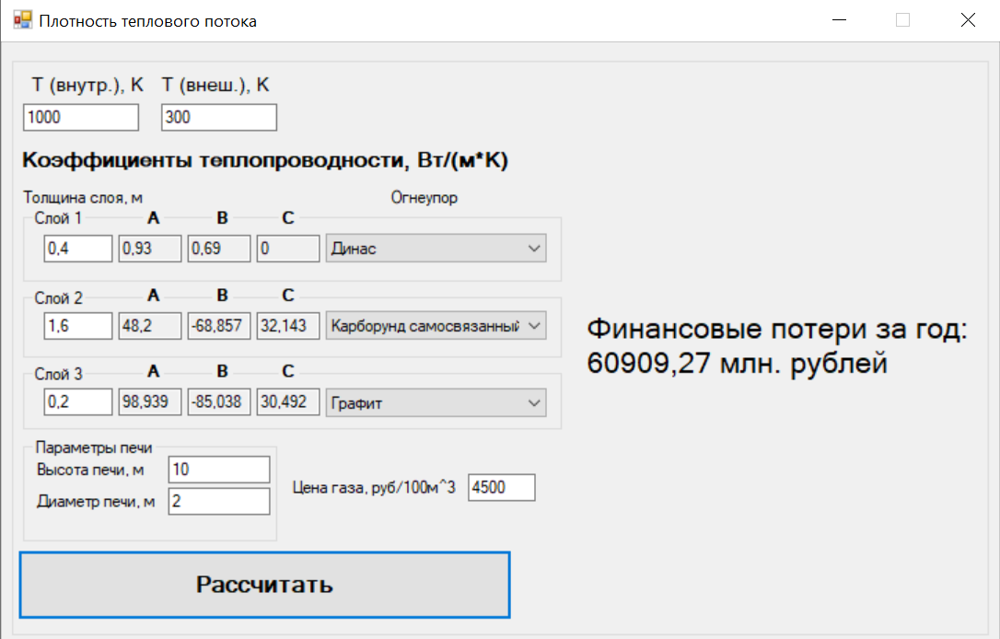 Плотность теплового потока
T (внутр.), К T (внеш.), К
1000 300
Коэффициенты теплопроводности, Вт/(м*К)
Толщина слоя, м Огнеупор
Слой 1 A B C
0,4 0,93 0,69 0 Динас
Слой 2 A B C
1,6 48,2 -68,857 32,143 Карборунд самосвязанный
Слой 3 A B C
0,2 98,939 -85,038 30,492 Графит
Финансовые потери за год:
60909,27 млн. рублей
Параметры печи
Высота печи, м 10
Диаметр печи, м 2
Цена газа, руб/100м^3 4500
Рассчитать